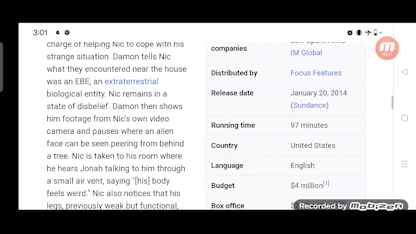 3:01
charge of helping Nic to cope with his
strange situation. Damon tells Nic
what they encountered near the house
was an EBE, an extraterrestrial
biological entity. Nic remains in a
state of disbelief. Damon then shows
him footage from Nic's own video
camera and pauses where an alien
face can be seen peering from behind
a tree. Nic is taken to his room where
he hears Jonah talking to him through
a small air vent, saying "[his] body
feels weird." Nic also notices that his
legs, previously weak but functional,
companies
IM Global
Distributed by Focus Features
Release date January 20, 2014
(Sundance)
Running time 97 minutes
Country United States
Language English
Budget $4 million[1]
Box office
Recorded by mobizen